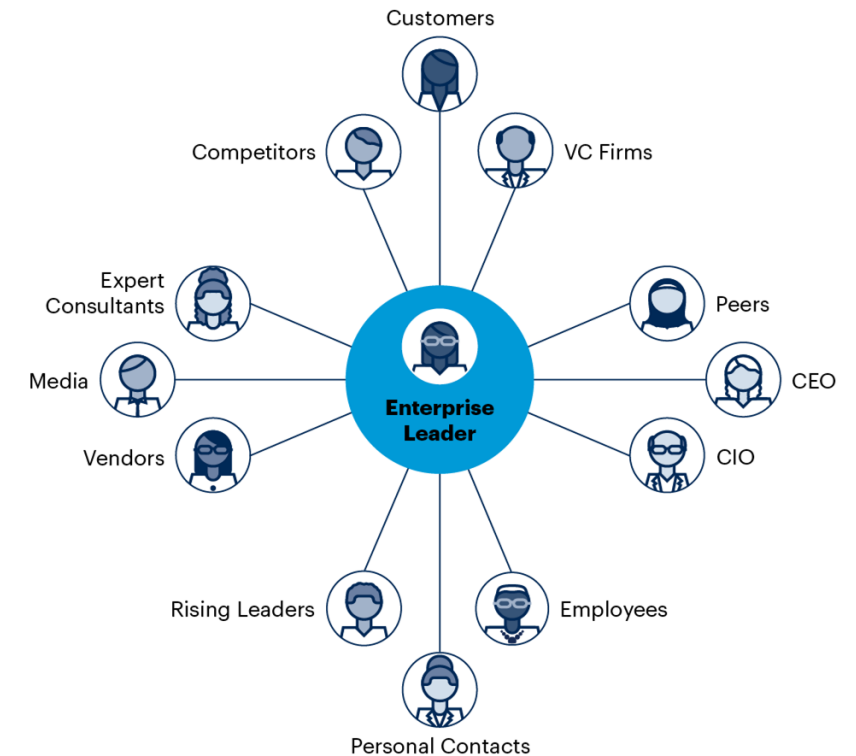 Customers
Competitors
VC Firms
Expert
Consultants
Peers
Media
CEO
Enterprise
Leader
Vendors
CIO
Rising Leaders
Employees
Personal Contacts